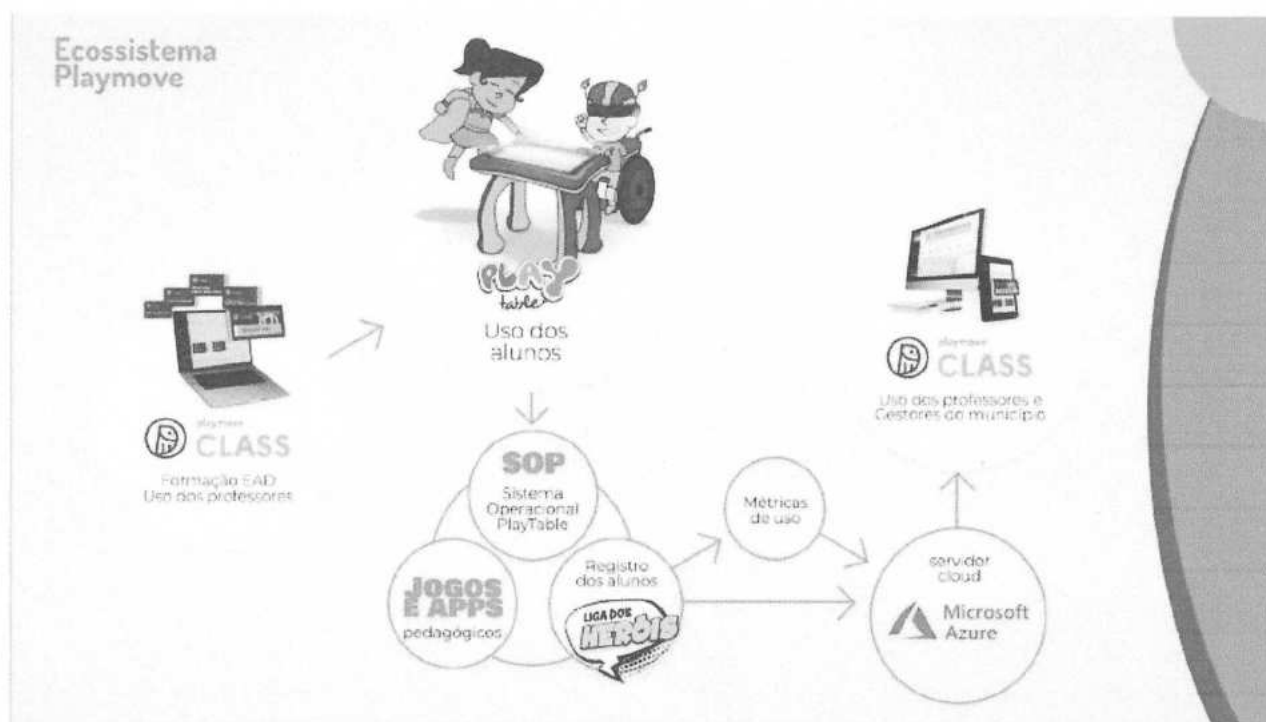 Ecossistema
Playmove
PLAY
table
Uso dos
alunos
playmove
CLASS
Formação EAD
Uso dos professores
SOP
Sistema
Operacional
PlayTable
JOGOS
E APPS
pedagógicos
Registro
dos alunos
LIGA DOS
HERÓIS
Métricas
de uso
servidor
cloud
Microsoft
Azure
playmove
CLASS
Uso dos professores e
Gestores do município